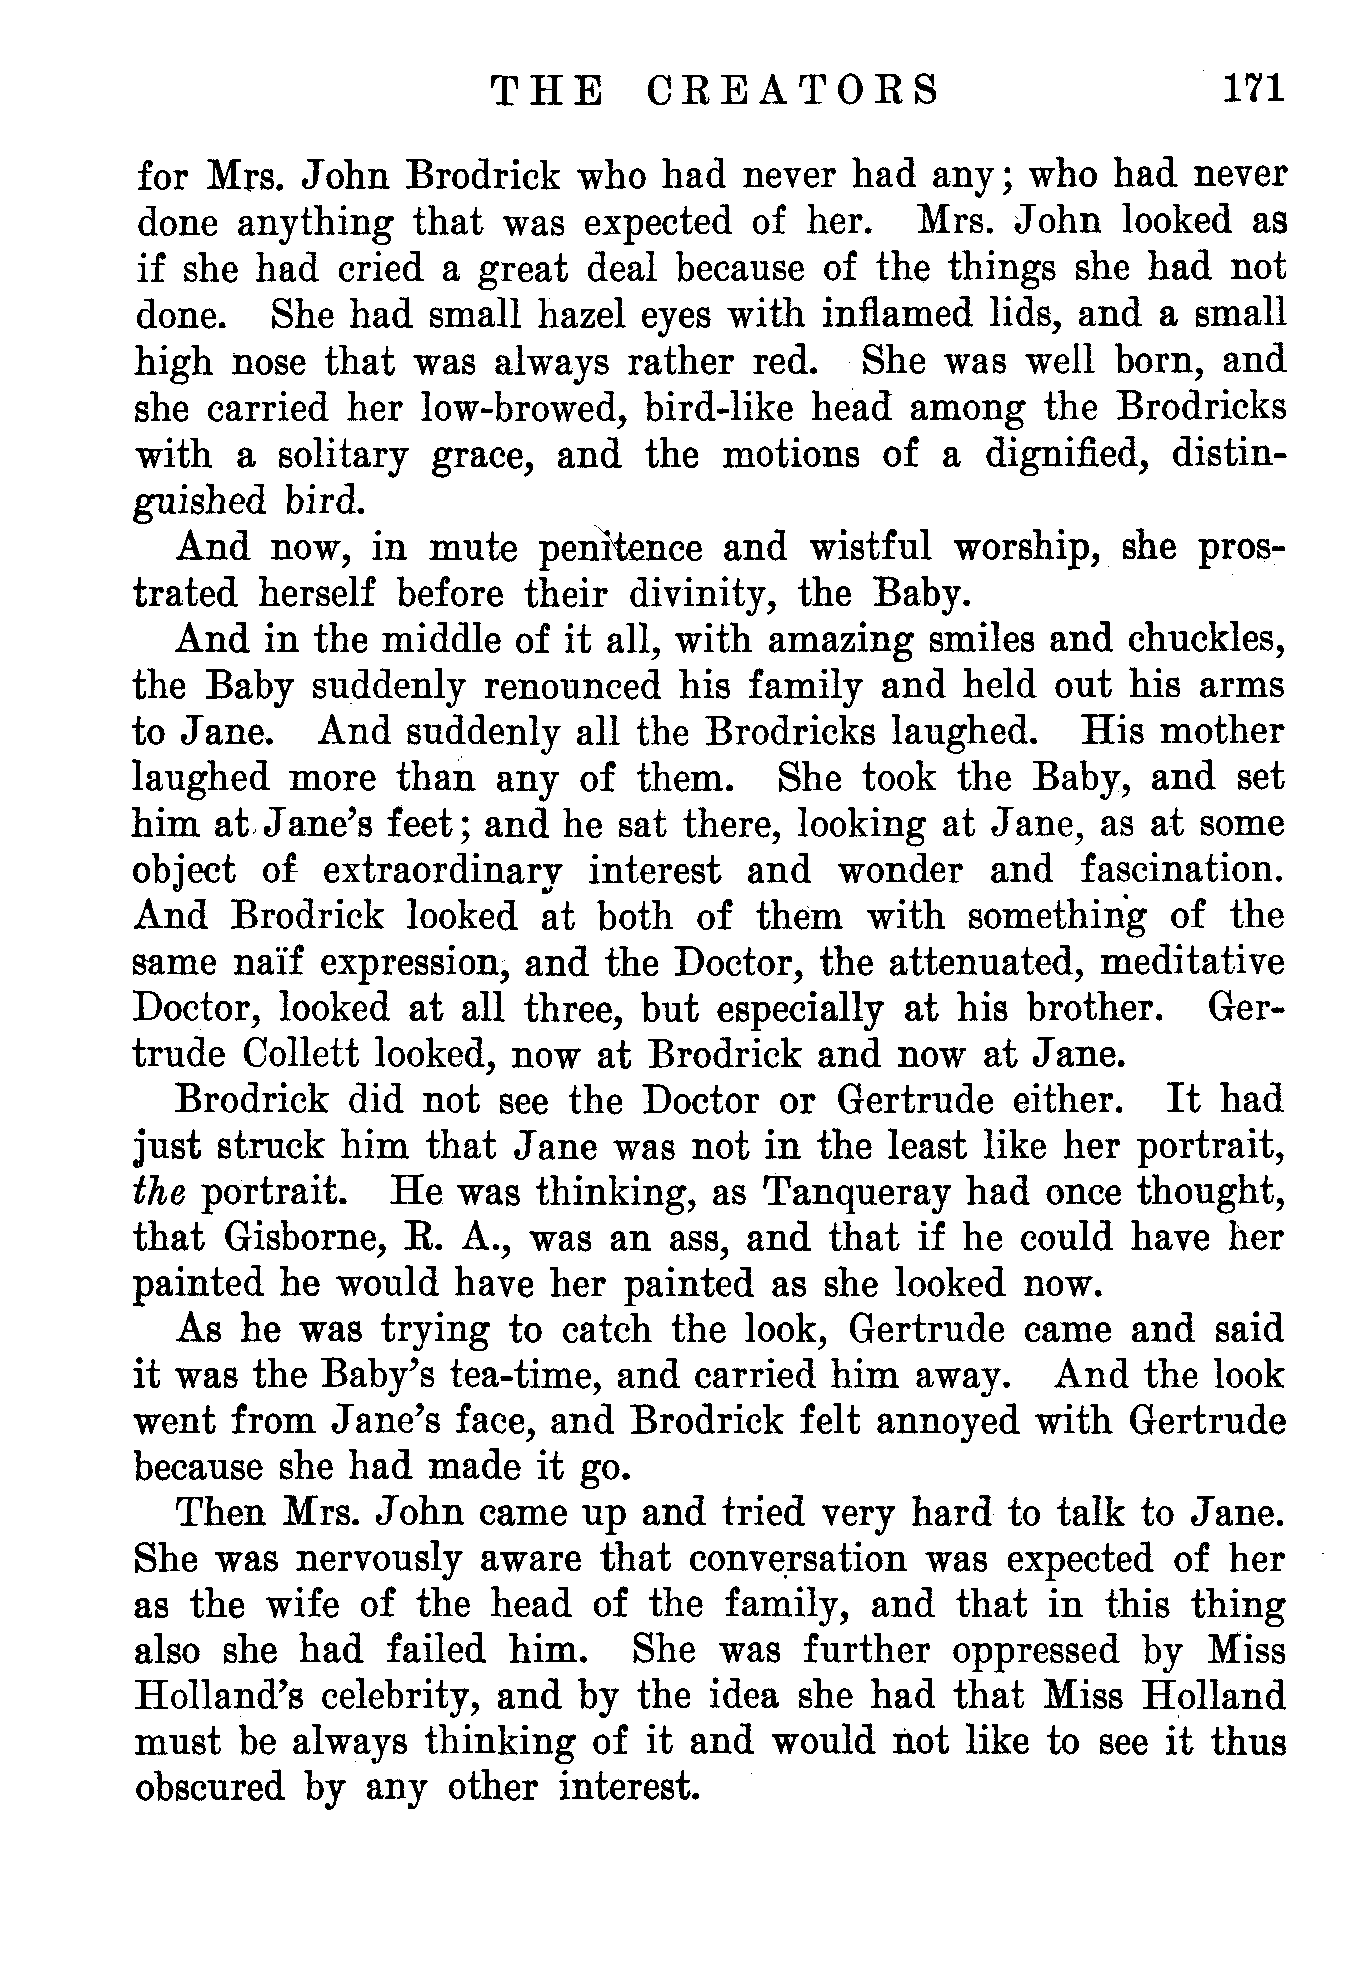 THE CREATORS 171
for Mrs. John Brodrick who had never had any; who had never
done anything that was expected of her. Mrs. John looked as
if she had cried a great deal because of the things she had not
done. She had small hazel eyes with inflamed lids, and a small
high nose that was always rather red. She was well born, and
she carried her low-browed, bird-like head among the Brodricks
with a solitary grace, and the motions of a dignified, distin-
guished bird.
And now, in mute penitence and wistful worship, she pros-
trated herself before their divinity, the Baby.
And in the middle of it all, with amazing smiles and chuckles,
the Baby suddenly renounced his family and held out his arms
to Jane. And suddenly all the Brodricks laughed. His mother
laughed more than any of them. She took the Baby, and set
him at Jane's feet; and he sat there, looking at Jane, as at some
object of extraordinary interest and wonder and fascination.
And Brodrick looked at both of them with something of the
same naïf expression, and the Doctor, the attenuated, meditative
Doctor, looked at all three, but especially at his brother. Ger-
trude Collett looked, now at Brodrick and now at Jane.
Brodrick did not see the Doctor or Gertrude either. It had
just struck him that Jane was not in the least like her portrait,
the portrait. He was thinking, as Tanqueray had once thought,
that Gisborne, R. A., was an ass, and that if he could have her
painted he would have her painted as she looked now.
As he was trying to catch the look, Gertrude came and said
it was the Baby's tea-time, and carried him away. And the look
went from Jane's face, and Brodrick felt annoyed with Gertrude
because she had made it go.
Then Mrs. John came up and tried very hard to talk to Jane.
She was nervously aware that conversation was expected of her
as the wife of the head of the family, and that in this thing
also she had failed him. She was further oppressed by Miss
Holland's celebrity, and by the idea she had that Miss Holland
must be always thinking of it and would not like to see it thus
obscured by any other interest.